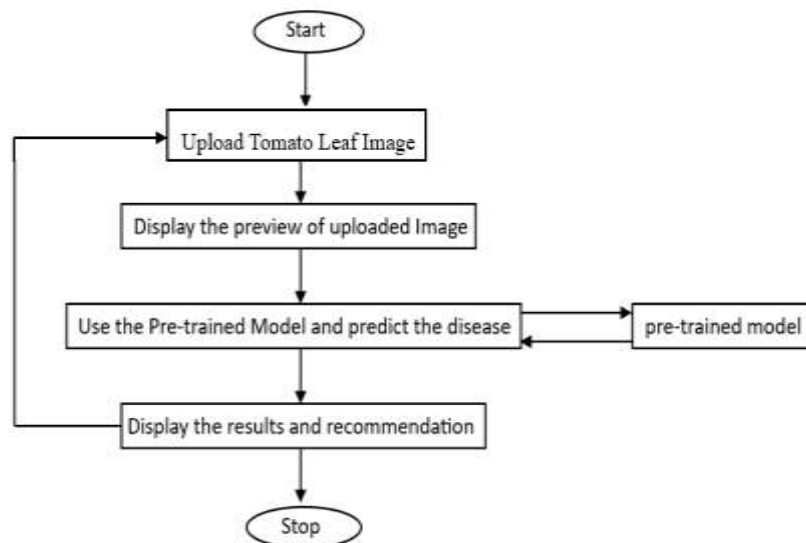 Start
Upload Tomato Leaf Image
Display the preview of uploaded Image
Use the Pre-trained Model and predict the disease
pre-trained model
Display the results and recommendation
Stop